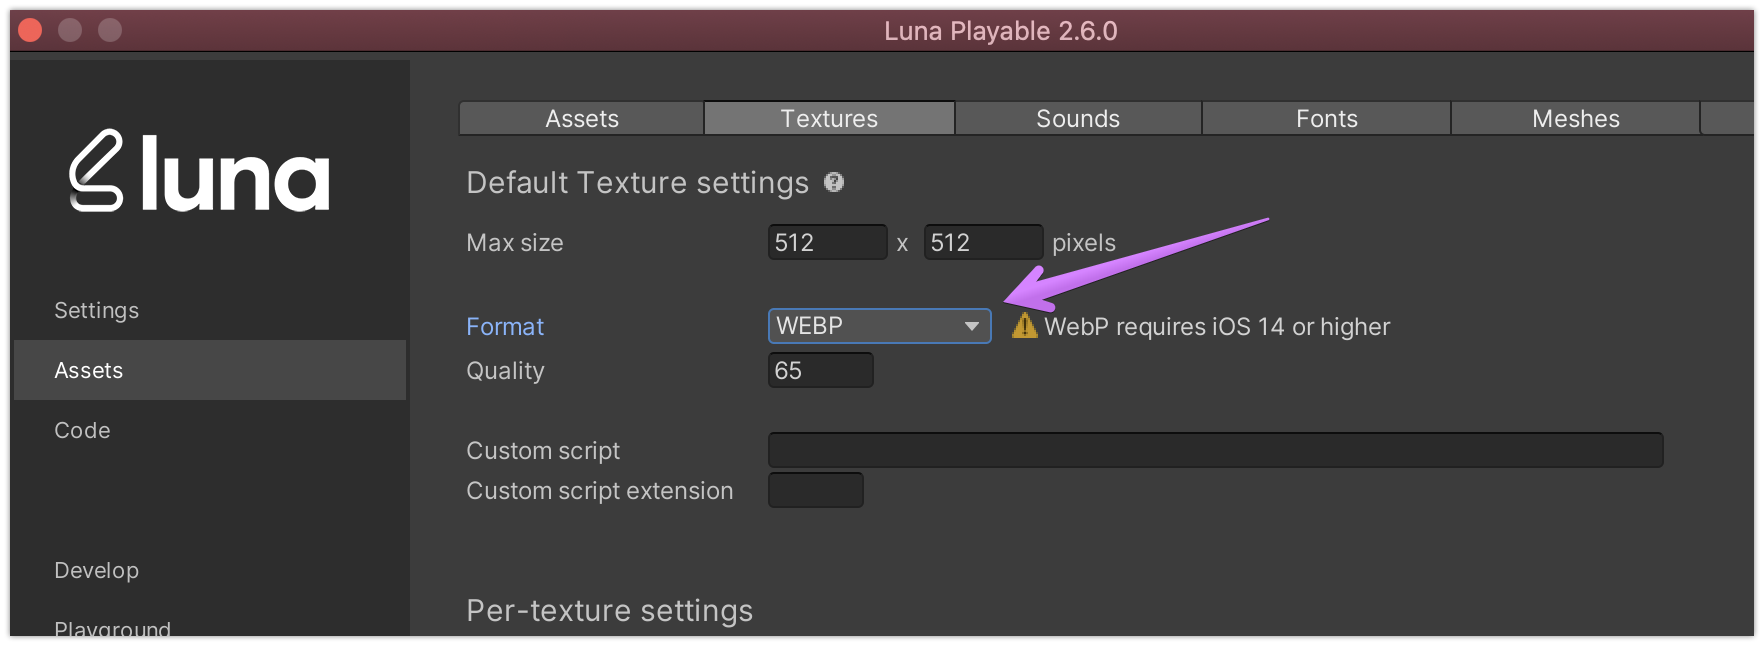 Luna Playable 2.6.0
luna
Settings
Assets
Code
Develop
Playground
Assets Textures Sounds Fonts Meshes
Default Texture settings ?
Max size 512 x 512 pixels
Format WEBP WebP requires iOS 14 or higher
Quality 65
Custom script
Custom script extension
Per-texture settings